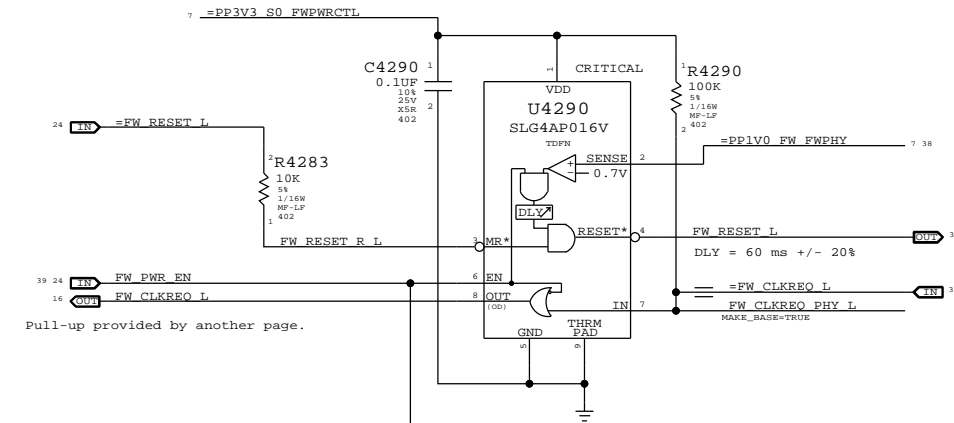 7 =PP3V3_S0_FWPWRCTL
C4290
0.1UF
10%
25V
X5R
402
1
2
CRITICAL
1
VDD
U4290
SLG4AP016V
TDFN
1
R4290
100K
5%
1/16W
MF-LF
402
2
24 IN =FW_RESET_L
2
R4283
10K
5%
1/16W
MF-LF
402
1
=PP1V0_FW_FWPHY 7 38
SENSE 2
+
- 0.7V
DLY
FW_RESET_R_L 3 MR*
RESET* 4 FW_RESET_L OUT 3
DLY = 60 ms +/- 20%
39 24 IN FW_PWR_EN 6 EN
16 OUT FW_CLKREQ_L 8 OUT
(OD)
=FW_CLKREQ_L IN 3
IN 7 FW_CLKREQ_PHY_L
MAKE_BASE=TRUE
Pull-up provided by another page.
GND
THRM
PAD
5
9